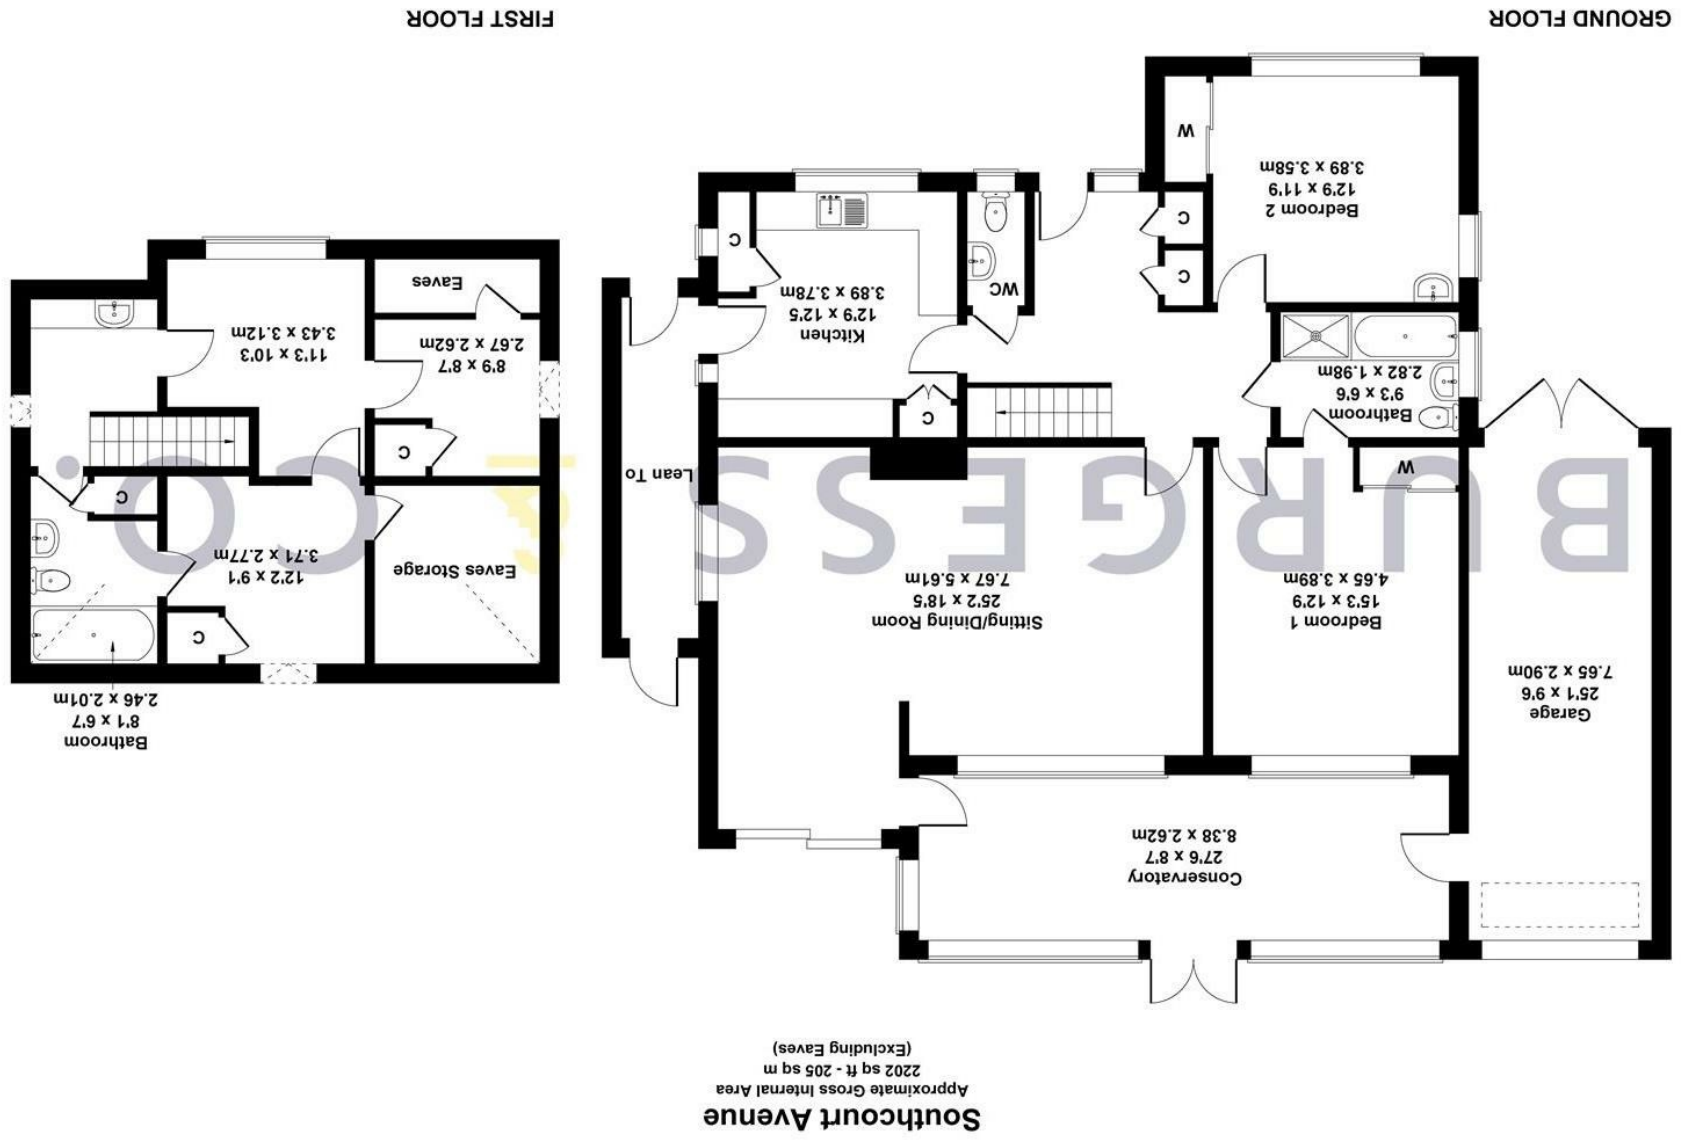 Southcourt Avenue
Approximate Gross Internal Area
2202 sq ft - 205 sq m
(Excluding Eaves)
Conservatory
27'6 x 8'7
8.38 x 2.62m
Garage
25'1 x 9'6
7.65 x 2.90m
Bedroom 1
15'3 x 12'9
4.65 x 3.89m
Sitting/Dining Room
25'2 x 18'5
7.67 x 5.61m
Lean To
W
BURGESS & CO.
Bathroom
9'3 x 6'6
2.82 x 1.98m
C
Kitchen
12'9 x 12'5
3.89 x 3.78m
WC
C
C
C
Bedroom 2
12'9 x 11'9
3.89 x 3.58m
W
GROUND FLOOR
Bathroom
8'1 x 6'7
2.46 x 2.01m
C
Eaves Storage
12'2 x 9'1
3.71 x 2.77m
C
C
8'9 x 8'7
2.67 x 2.62m
11'3 x 10'3
3.43 x 3.12m
Eaves
FIRST FLOOR